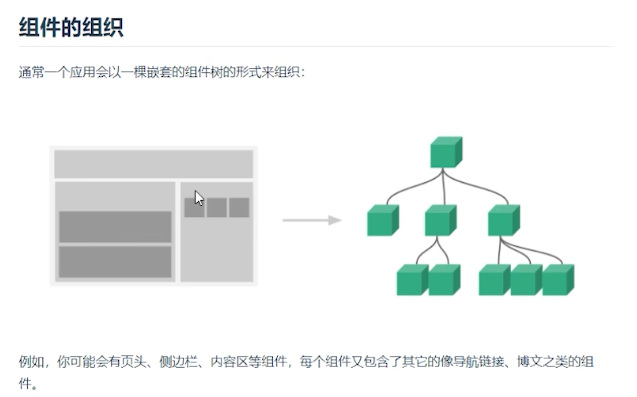 组件的组织
通常一个应用会以一棵嵌套的组件树的形式来组织：
例如，你可能会有页头、侧边栏、内容区等组件，每个组件又包含了其它的像导航链接、博文之类的组
件。